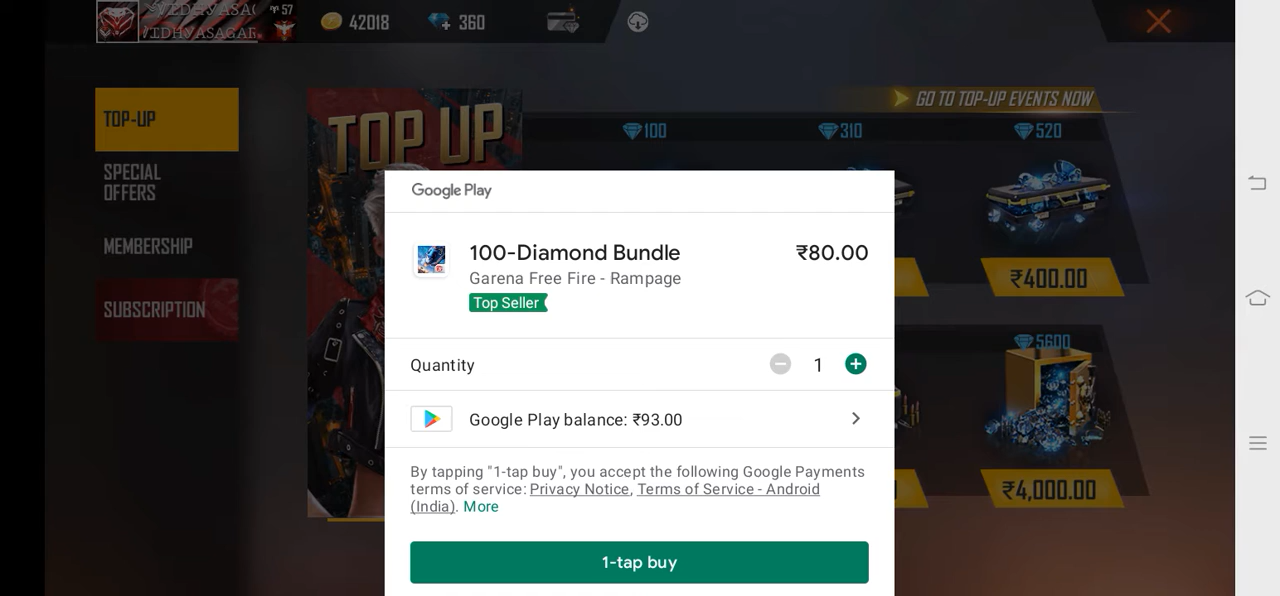 VEDHYASAG
VIDHYASAGAR
57
42018
360
TOP-UP
SPECIAL
OFFERS
MEMBERSHIP
SUBSCRIPTION
TOP UP
GO TO TOP-UP EVENTS NOW
100
310
520
₹400.00
5600
₹4,000.00
Google Play
100-Diamond Bundle
₹80.00
Garena Free Fire - Rampage
Top Seller
Quantity
1
Google Play balance: ₹93.00
By tapping "1-tap buy", you accept the following Google Payments
terms of service: Privacy Notice, Terms of Service - Android
(India). More
1-tap buy